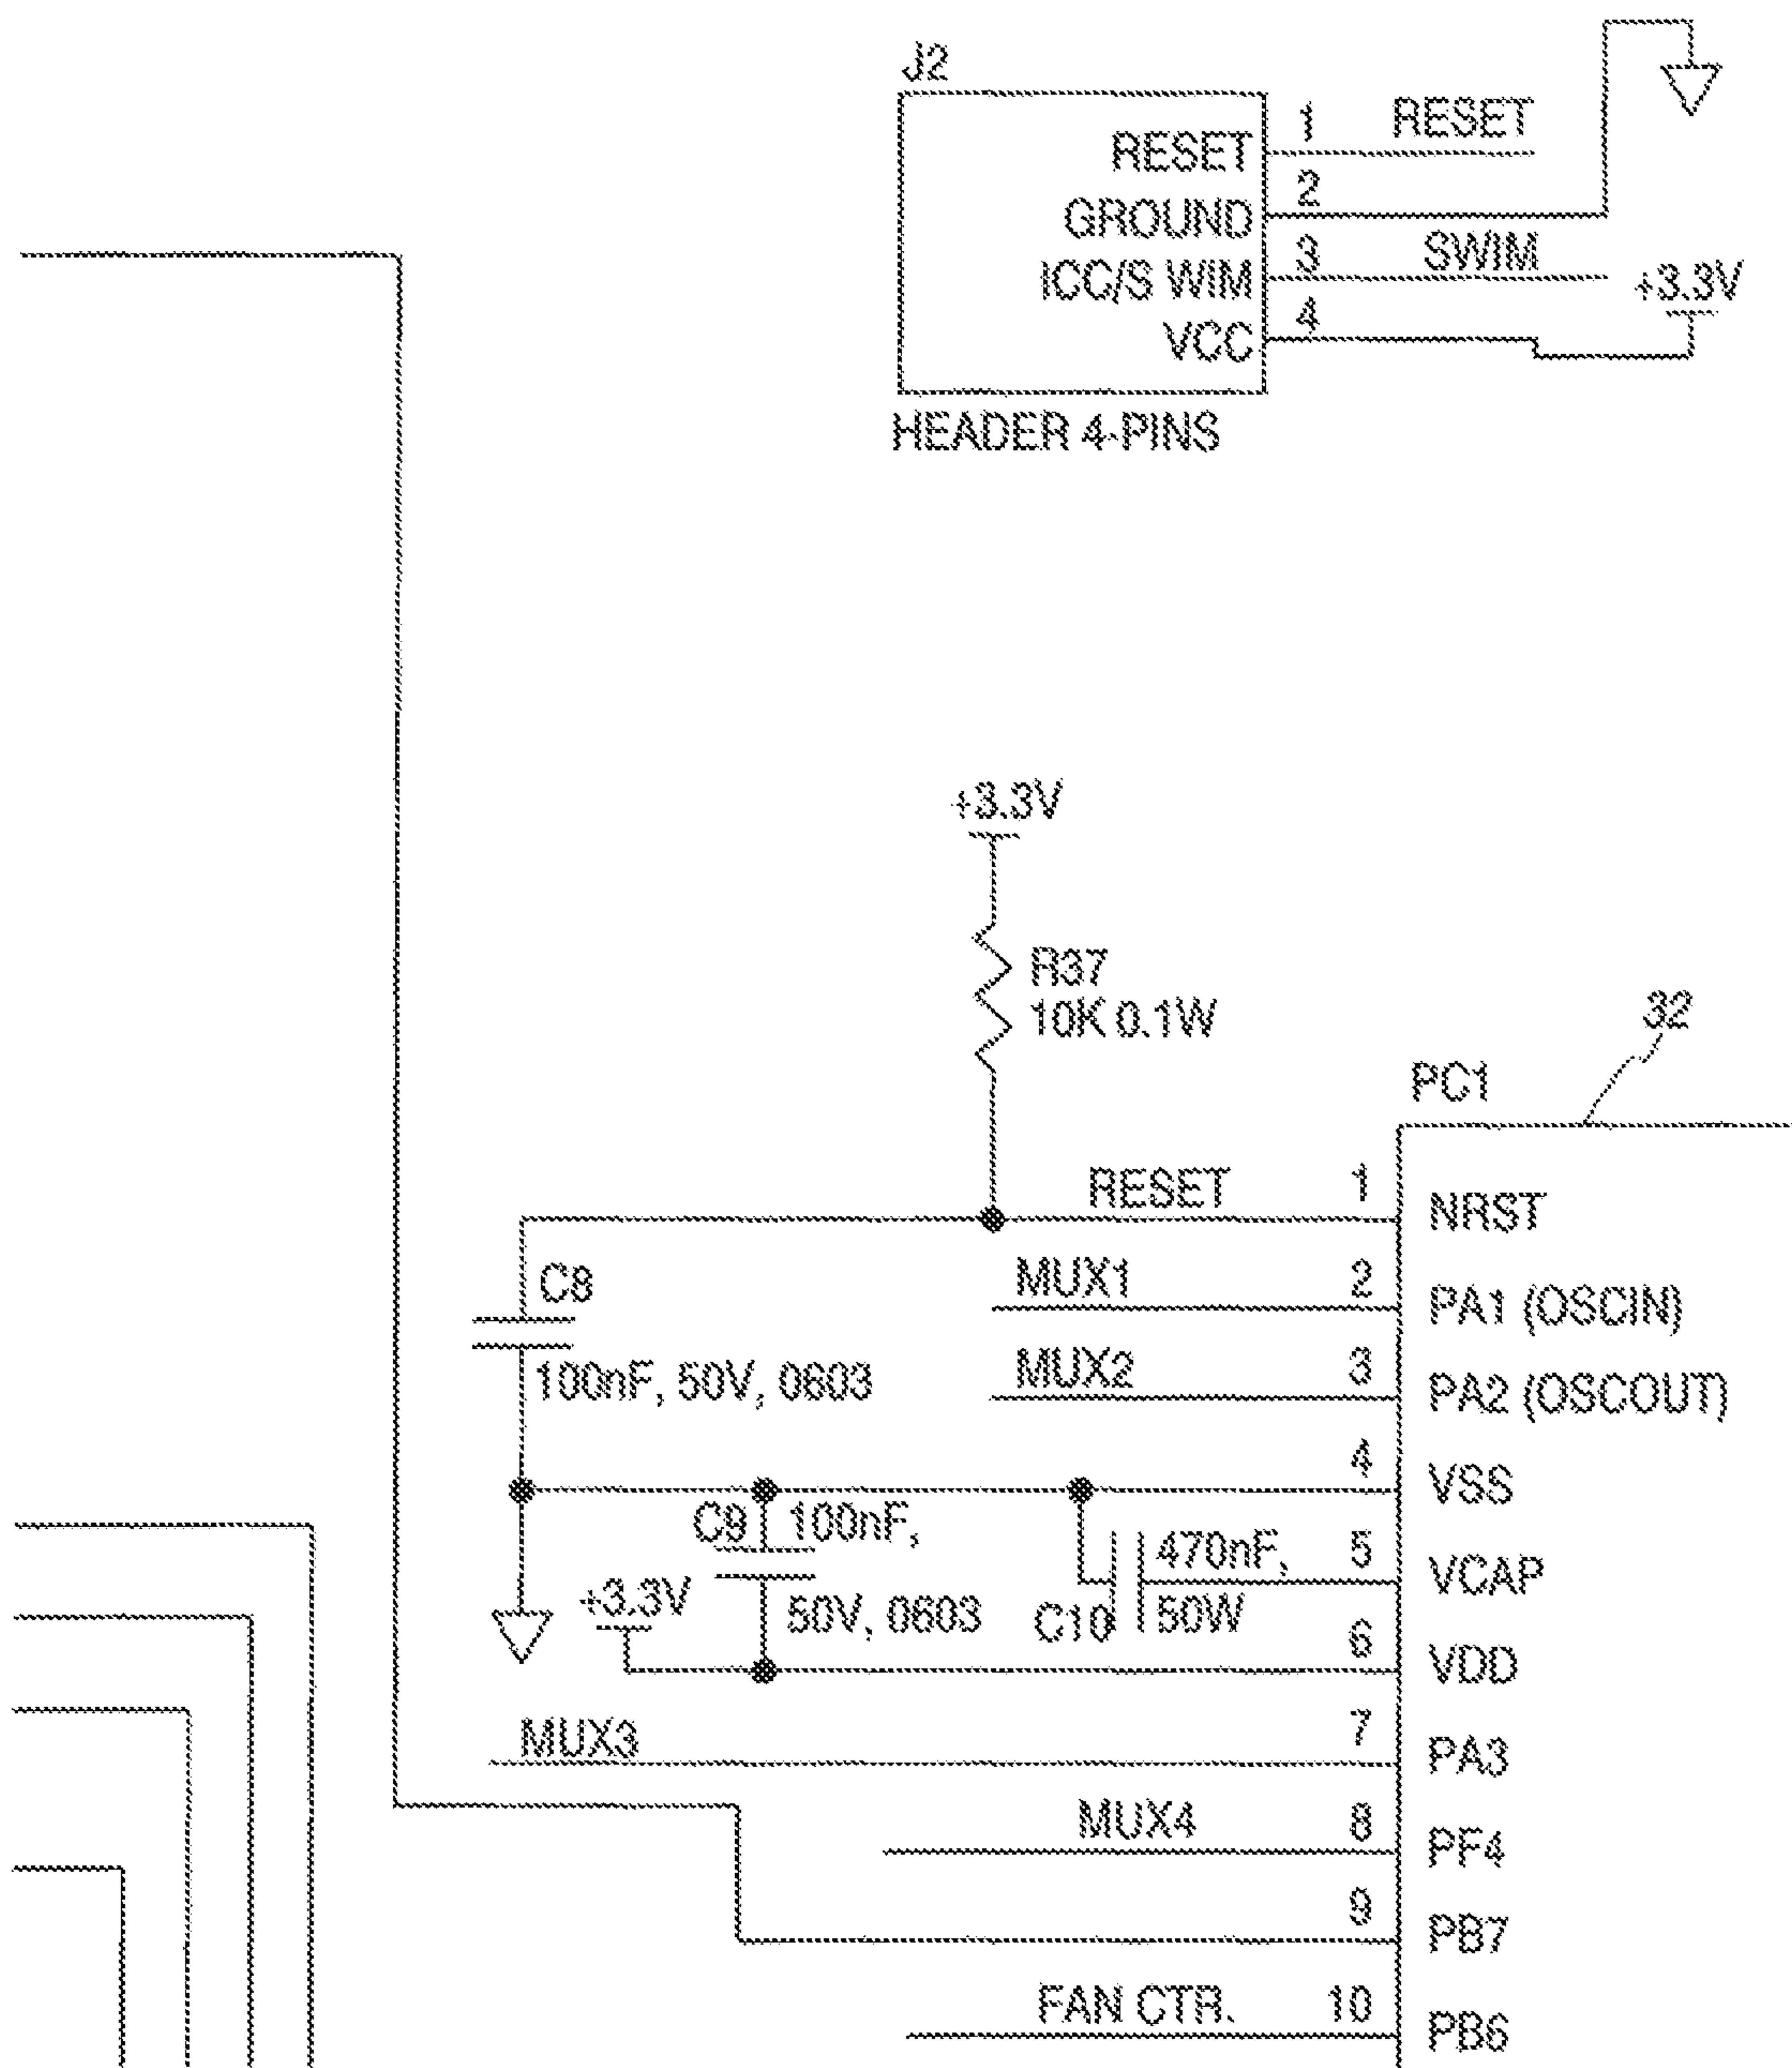 J2
RESET 1 RESET
GROUND 2
ICC/S WIM 3 SWIM
VCC 4
+3.3V
HEADER 4-PINS
+3.3V
R37
10K 0.1W
32
PC1
RESET 1 NRST
C8
MUX1 2 PA1 (OSCIN)
100nF, 50V, 0603
MUX2 3 PA2 (OSCOUT)
4 VSS
C9 100nF,
50V, 0603
+3.3V
470nF, 5 VCAP
C10 50W
6 VDD
MUX3 7 PA3
MUX4 8 PF4
9 PB7
FAN CTR. 10 PB6